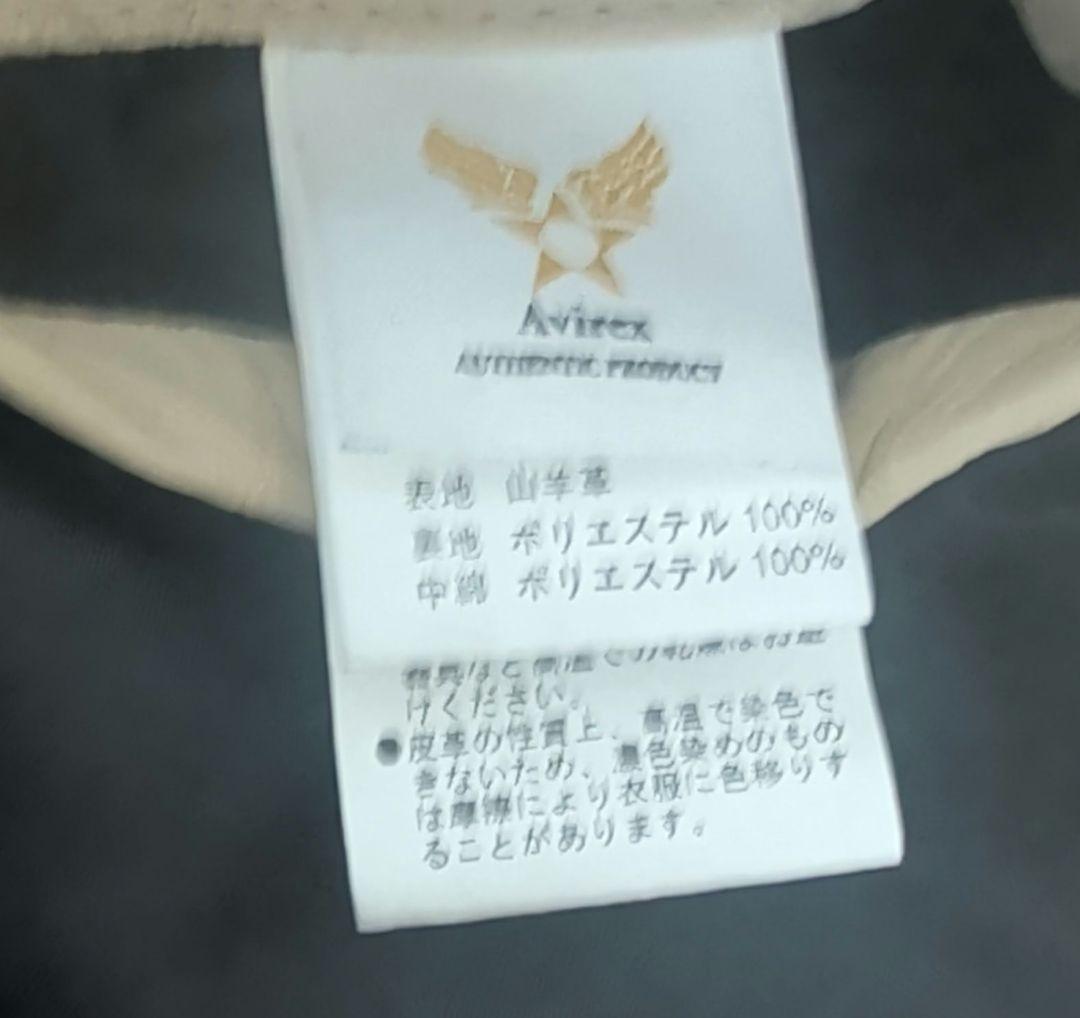 Avirex
AUTHENTIC PRODUCT
表地 山羊革
裏地 ポリエステル 100%
中綿 ポリエステル 100%
けください。
●皮革の性質上、高温で染色で
きないため、濃色染めのもの
は摩擦により衣服に色移りす
ることがあります。